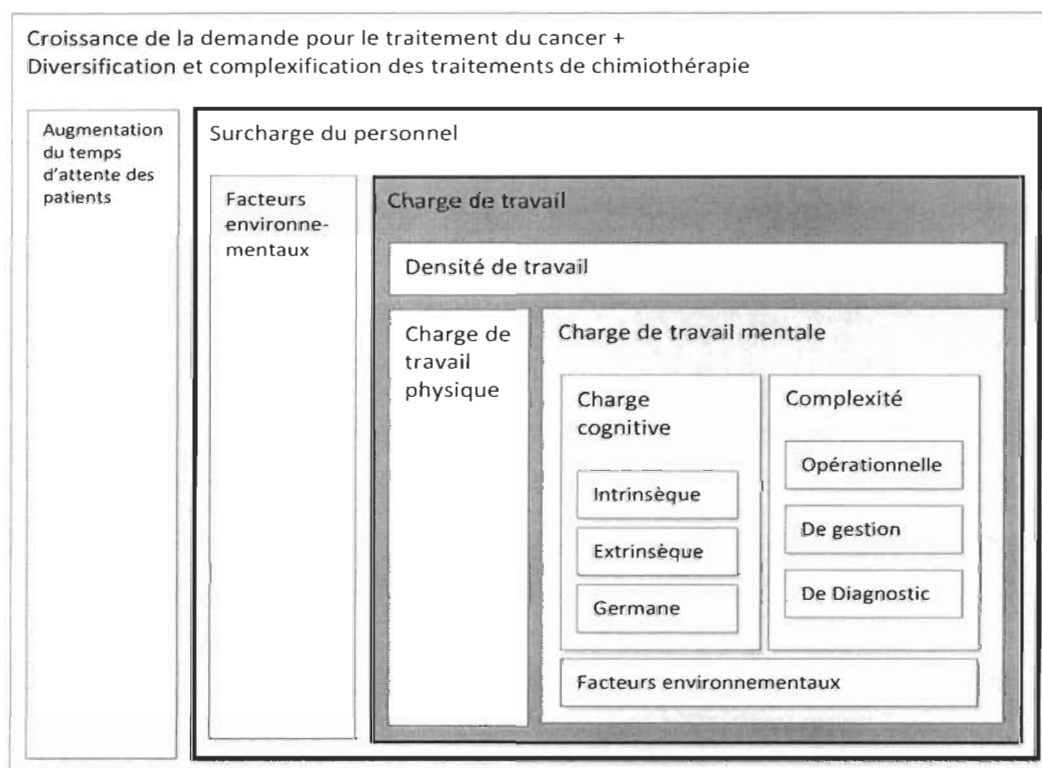 Croissance de la demande pour le traitement du cancer +
Diversification et complexification des traitements de chimiothérapie
Augmentation
du temps
d'attente des
patients
Surcharge du personnel
Facteurs
environne-
mentaux
Charge de travail
Densité de travail
Charge de
travail
physique
Charge de travail mentale
Charge
cognitive
Intrinsèque
Extrinsèque
Germane
Complexité
Opérationnelle
De gestion
De Diagnostic
Facteurs environnementaux